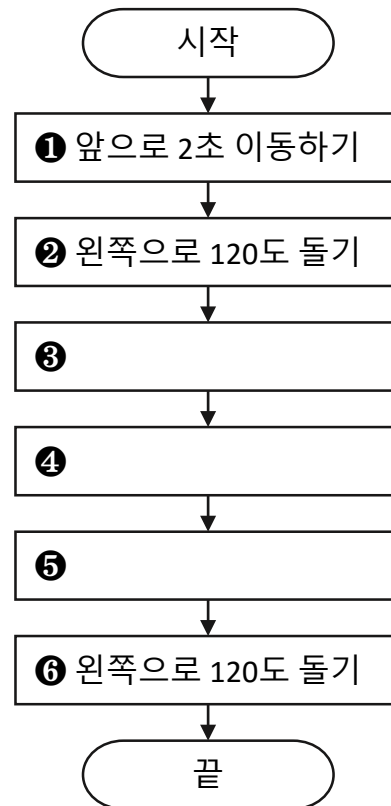 시작
❶ 앞으로 2초 이동하기
❷ 왼쪽으로 120도 돌기
❸
❹
❺
❻ 왼쪽으로 120도 돌기
끝